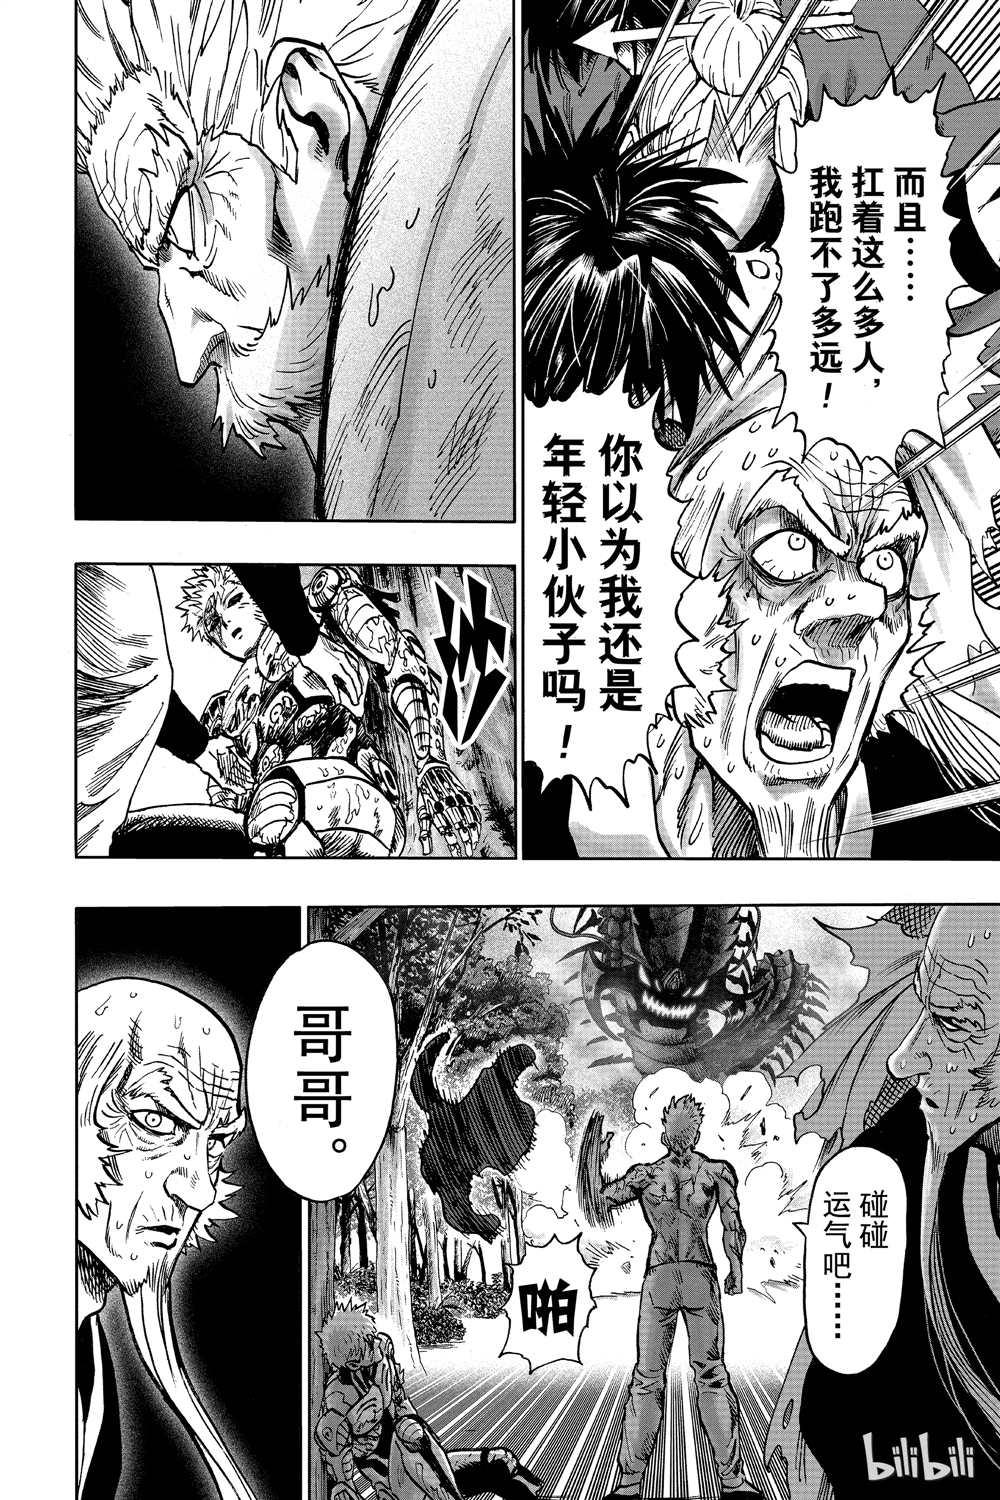 而且……
扛着这么多人，
我跑不了多远！
你以为我还是
年轻小伙子吗！
碰碰
运气吧……
啪
哥哥。
bilibili